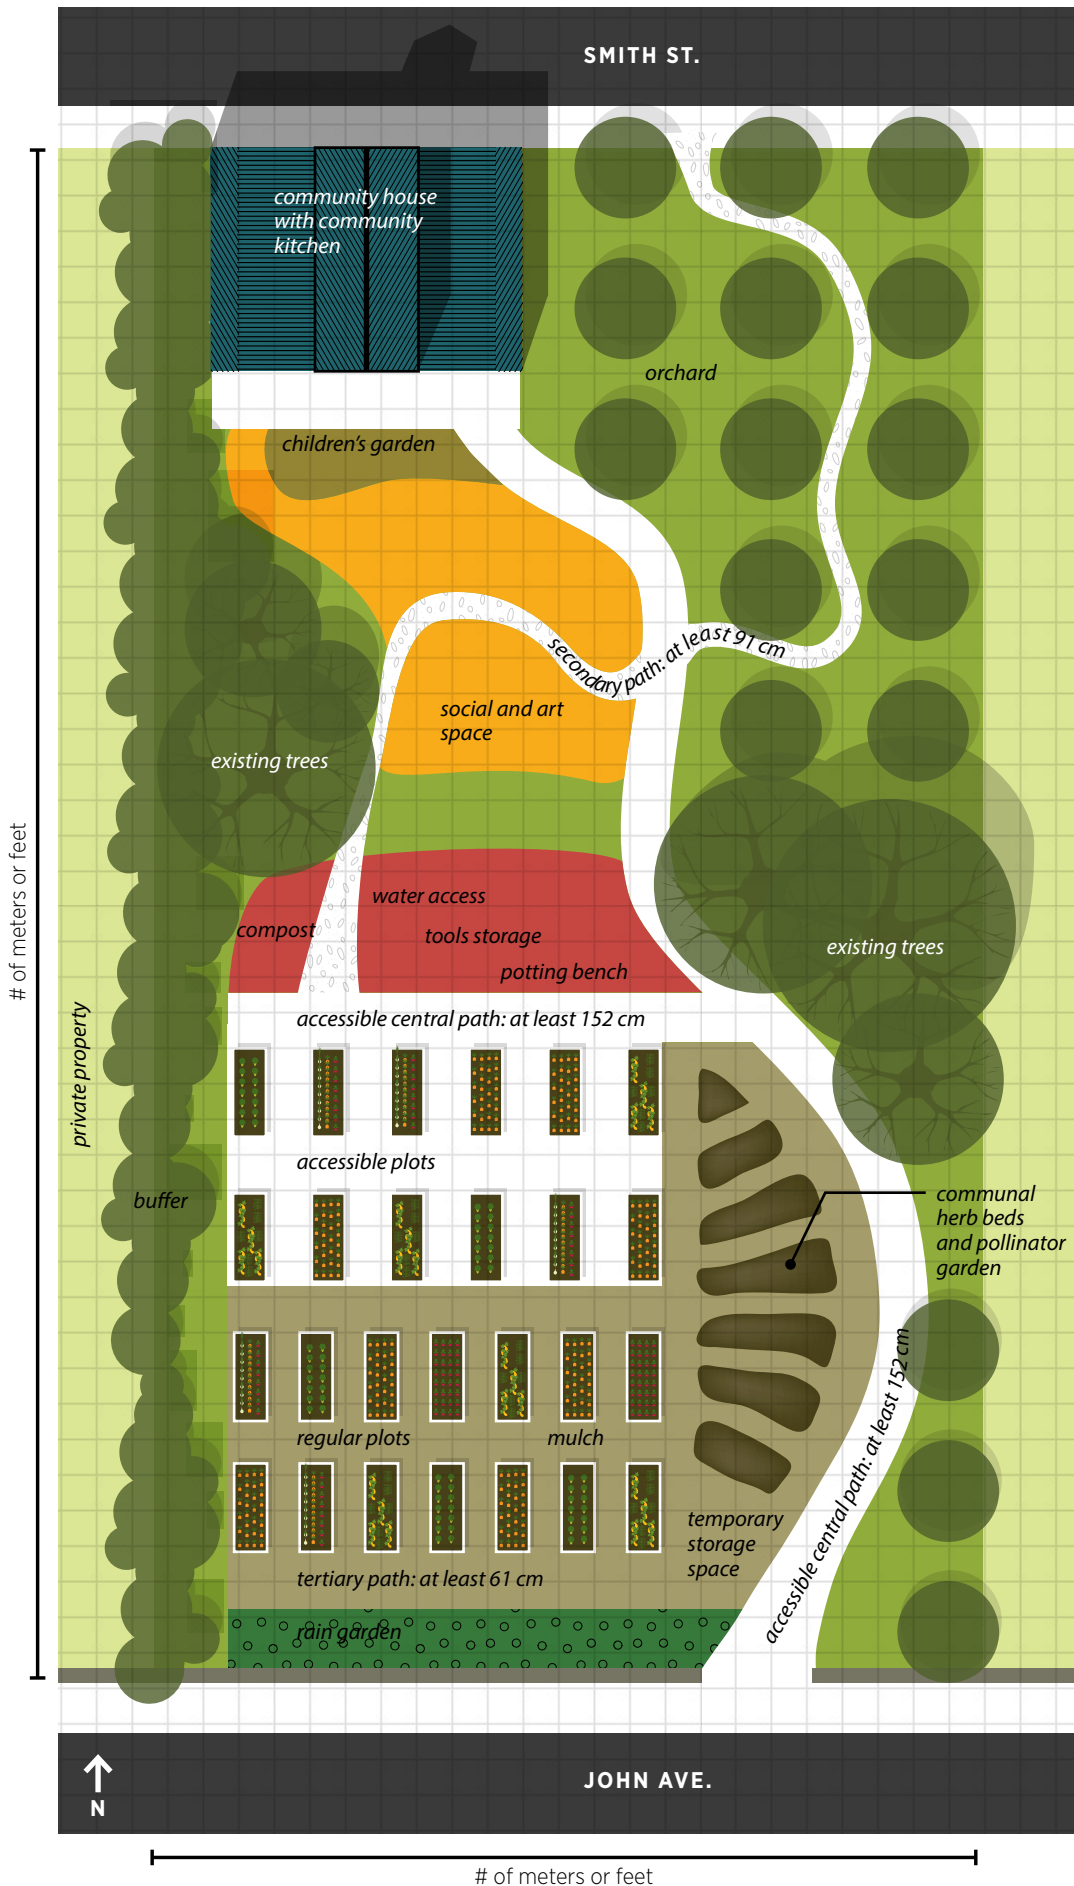 SMITH ST.
community house
with community
kitchen
orchard
children's garden
secondary path: at least 91 cm
social and art
space
existing trees
water access
compost
tools storage
existing trees
potting bench
# of meters or feet
private property
accessible central path: at least 152 cm
accessible plots
buffer
communal
herb beds
and pollinator
garden
regular plots
mulch
accessible central path: at least 152 cm
temporary
storage
space
tertiary path: at least 61 cm
rain garden
N
JOHN AVE.
# of meters or feet